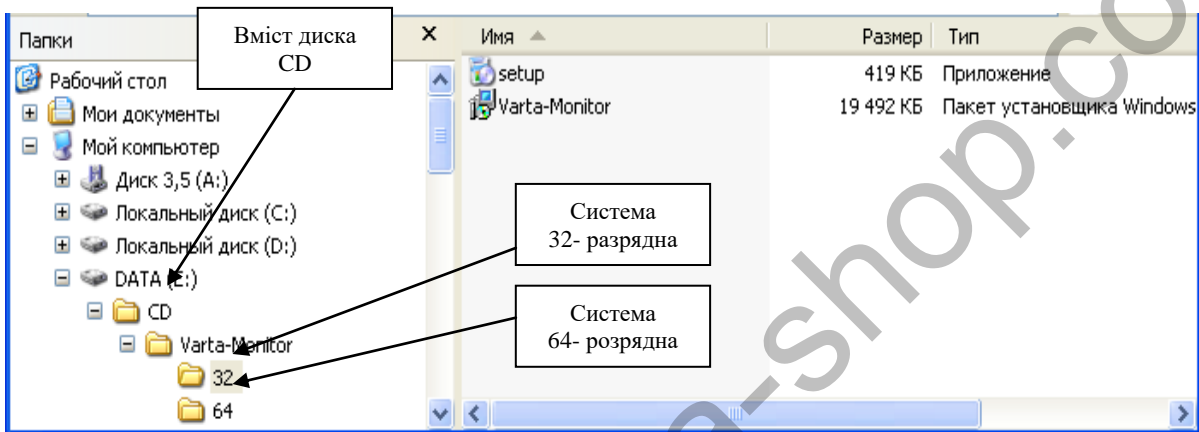 Папки
Вміст диска
CD
Имя Размер Тип
Рабочий стол
Мои документы
Мой компьютер
Диск 3,5 (A:)
Локальный диск (C:)
Локальный диск (D:)
DATA (E:)
CD
Varta-Monitor
32
64
setup 419 КБ Приложение
Varta-Monitor 19 492 КБ Пакет установщика Windows
Система
32- разрядна
Система
64- розрядна
a-shop.co